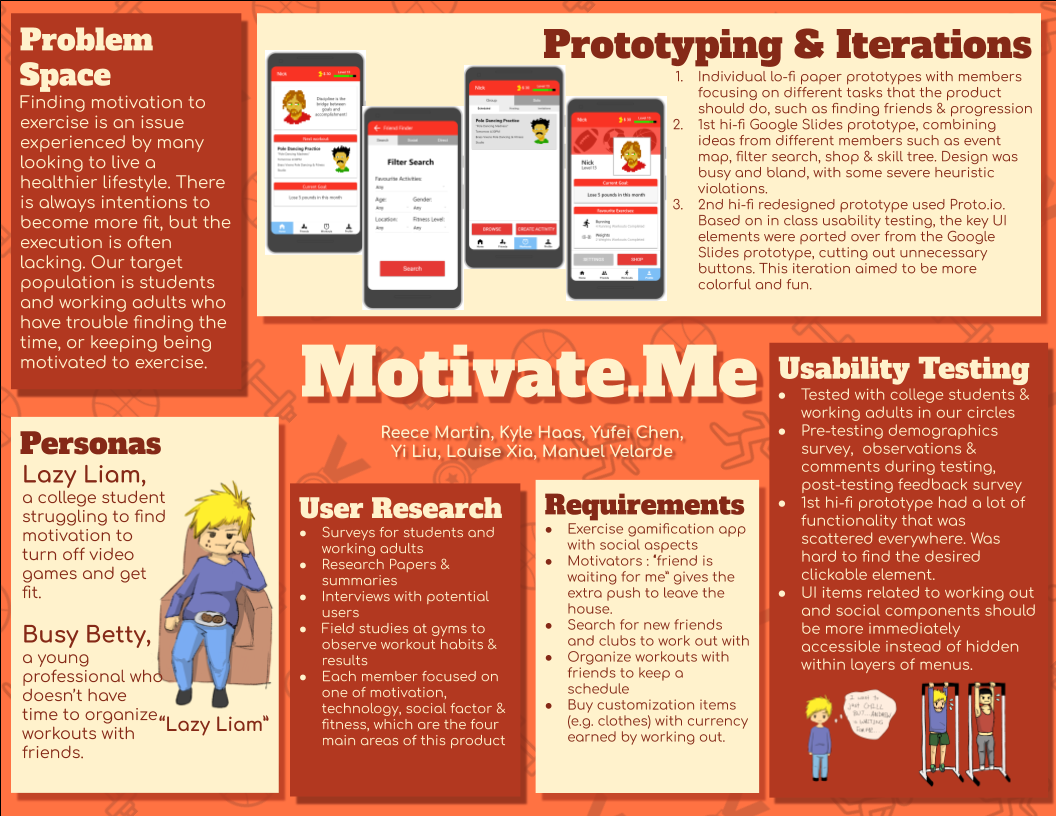 Problem
Space
Finding motivation to
exercise is an issue
experienced by many
looking to live a
healthier lifestyle. There
is always intentions to
become more fit, but the
execution is often
lacking. Our target
population is students
and working adults who
have trouble finding the
time, or keeping being
motivated to exercise.
Prototyping & Iterations
1. Individual lo-fi paper prototypes with members
focusing on different tasks that the product
should do, such as finding friends & progression
2. 1st hi-fi Google Slides prototype, combining
ideas from different members such as event
map, filter search, shop & skill tree. Design was
busy and bland, with some severe heuristic
violations.
3. 2nd hi-fi redesigned prototype used Proto.io.
Based on in class usability testing, the key UI
elements were ported over from the Google
Slides prototype, cutting out unnecessary
buttons. This iteration aimed to be more
colorful and fun.
Nick
Discipline is the
bridge between
goals and
accomplishment!
Next workout
Pole Dancing Practice
Current Goal
Lose 5 pounds in this month
Friend Finder
Filter Search
Favourite Activities:
Any
Age: Gender:
Any Any
Location: Fitness Level:
Any Any
Search
Nick
Pole Dancing Practice
BROWSE CREATE ACTIVITY
Nick
Nick
Level 11
Current Goal
Lose 5 pounds in this month
Favourite Exercises
Running
Weights
SETTINGS SHOP
Motivate.Me
Reece Martin, Kyle Haas, Yufei Chen,
Yi Liu, Louise Xia, Manuel Velarde
Personas
Lazy Liam,
a college student
struggling to find
motivation to
turn off video
games and get
fit.
Busy Betty,
a young
professional who
doesn't have
time to organize
workouts with
friends.
"Lazy Liam"
User Research
● Surveys for students and
working adults
● Research Papers &
summaries
● Interviews with potential
users
● Field studies at gyms to
observe workout habits &
results
● Each member focused on
one of motivation,
technology, social factor &
fitness, which are the four
main areas of this product
Requirements
● Exercise gamification app
with social aspects
● Motivators : "friend is
waiting for me" gives the
extra push to leave the
house.
● Search for new friends
and clubs to work out with
● Organize workouts with
friends to keep a
schedule
● Buy customization items
(e.g. clothes) with currency
earned by working out.
Usability Testing
● Tested with college students &
working adults in our circles
● Pre-testing demographics
survey, observations &
comments during testing,
post-testing feedback survey
● 1st hi-fi prototype had a lot of
functionality that was
scattered everywhere. Was
hard to find the desired
clickable element.
● UI items related to working out
and social components should
be more immediately
accessible instead of hidden
within layers of menus.
I want to
just CHILL
BUT...ANDREW
is WAITING
FOR ME..